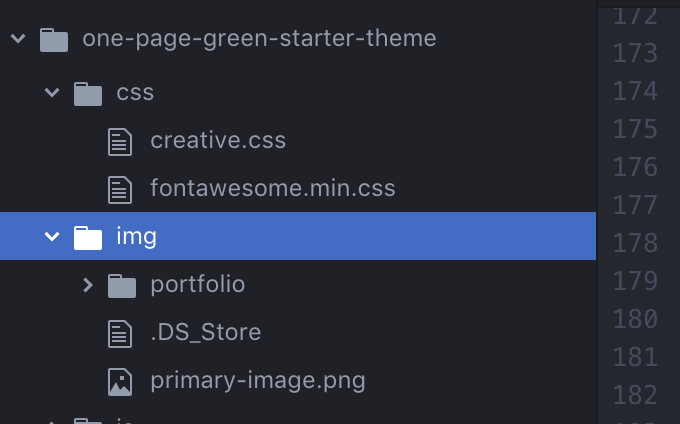 one-page-green-starter-theme
css
creative.css
fontawesome.min.css
img
portfolio
.DS_Store
primary-image.png
172
173
174
175
176
177
178
179
180
181
182